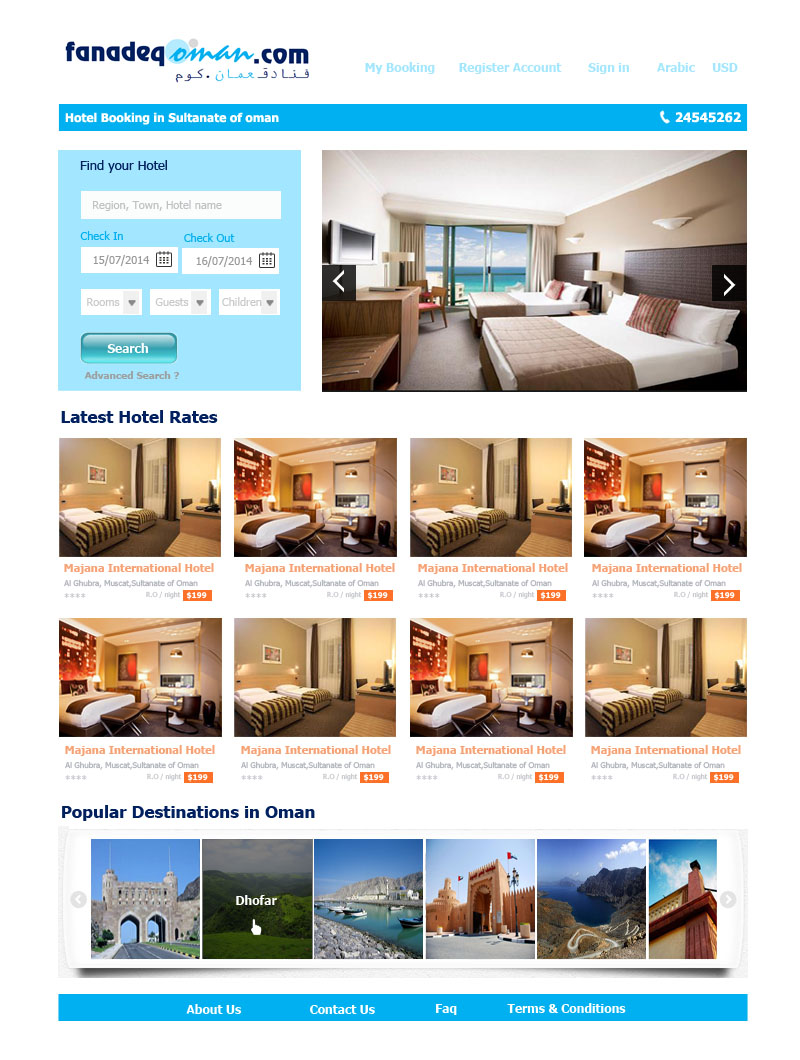 fanadeqoman.com
فنادقـعمان.كوم
My Booking Register Account Sign in Arabic USD
Hotel Booking in Sultanate of oman 24545262
Find your Hotel
Region, Town, Hotel name
Check In Check Out
15/07/2014 16/07/2014
Rooms Guests Children
Search
Advanced Search ?
Latest Hotel Rates
Majana International Hotel Majana International Hotel Majana International Hotel Majana International Hotel
Al Ghubra, Muscat,Sultanate of Oman Al Ghubra, Muscat,Sultanate of Oman Al Ghubra, Muscat,Sultanate of Oman Al Ghubra, Muscat,Sultanate of Oman
**** R.O / night $199 **** R.O / night $199 **** R.O / night $199 **** R.O / night $199
Majana International Hotel Majana International Hotel Majana International Hotel Majana International Hotel
Al Ghubra, Muscat,Sultanate of Oman Al Ghubra, Muscat,Sultanate of Oman Al Ghubra, Muscat,Sultanate of Oman Al Ghubra, Muscat,Sultanate of Oman
**** R.O / night $199 **** R.O / night $199 **** R.O / night $199 **** R.O / night $199
Popular Destinations in Oman
Dhofar
About Us Contact Us Faq Terms & Conditions